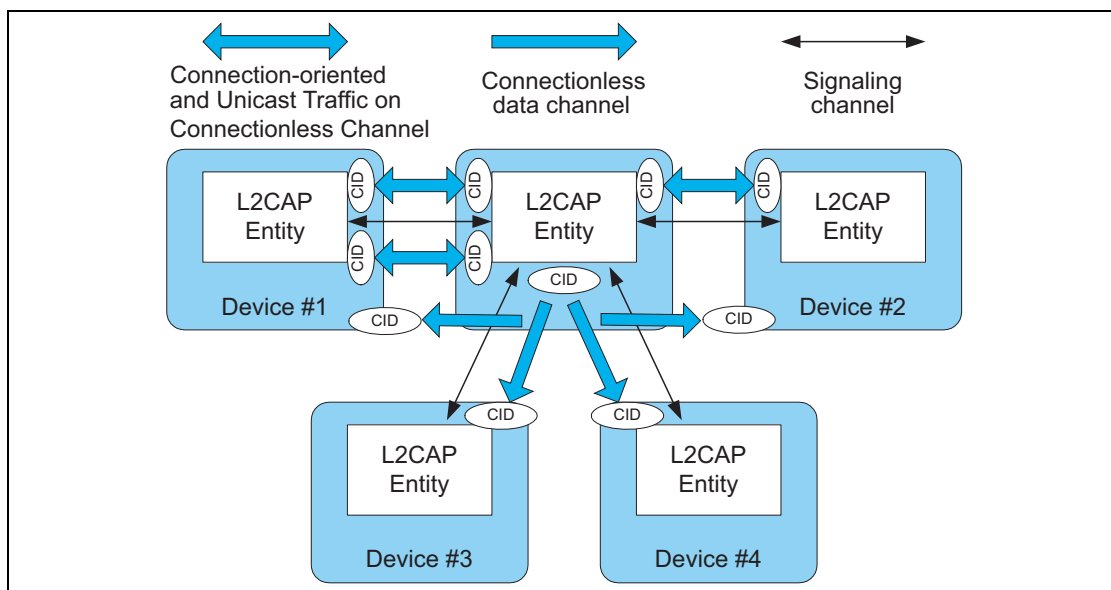 Connection-oriented
and Unicast Traffic on
Connectionless Channel
Connectionless
data channel
Signaling
channel
CID
CID
CID
CID
L2CAP
Entity
L2CAP
Entity
L2CAP
Entity
CID
CID
CID
Device #1
Device #2
CID
CID
CID
CID
L2CAP
Entity
L2CAP
Entity
Device #3
Device #4